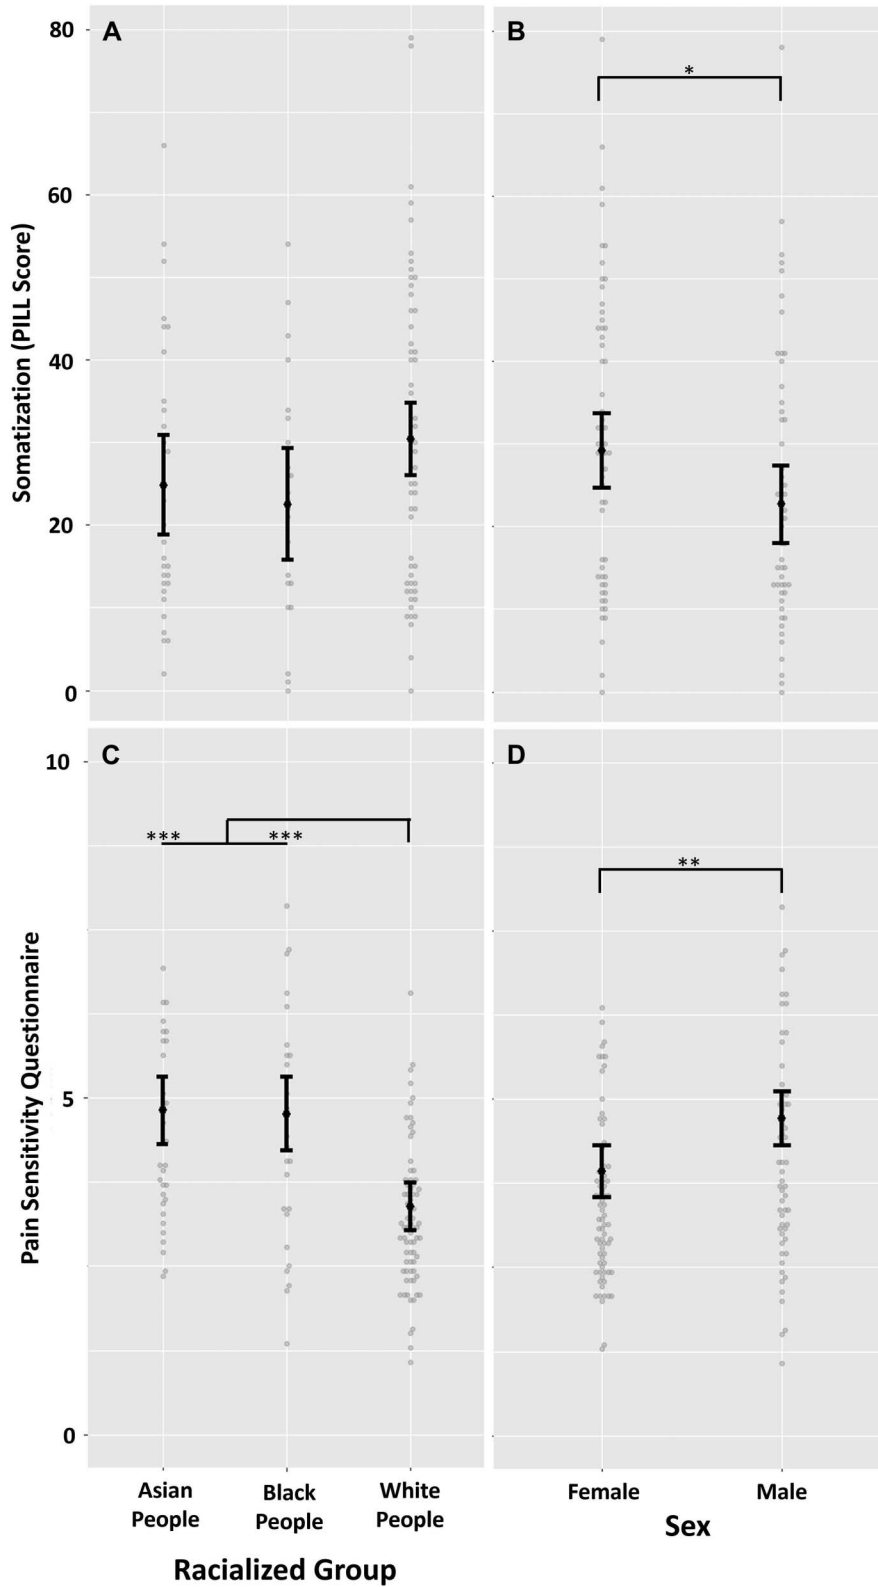 A
B
80
60
40
20
0
Somatization (PILL Score)
*
C
D
10
5
0
Pain Sensitivity Questionnaire
***
***
**
Asian
People
Black
People
White
People
Racialized Group
Female
Male
Sex